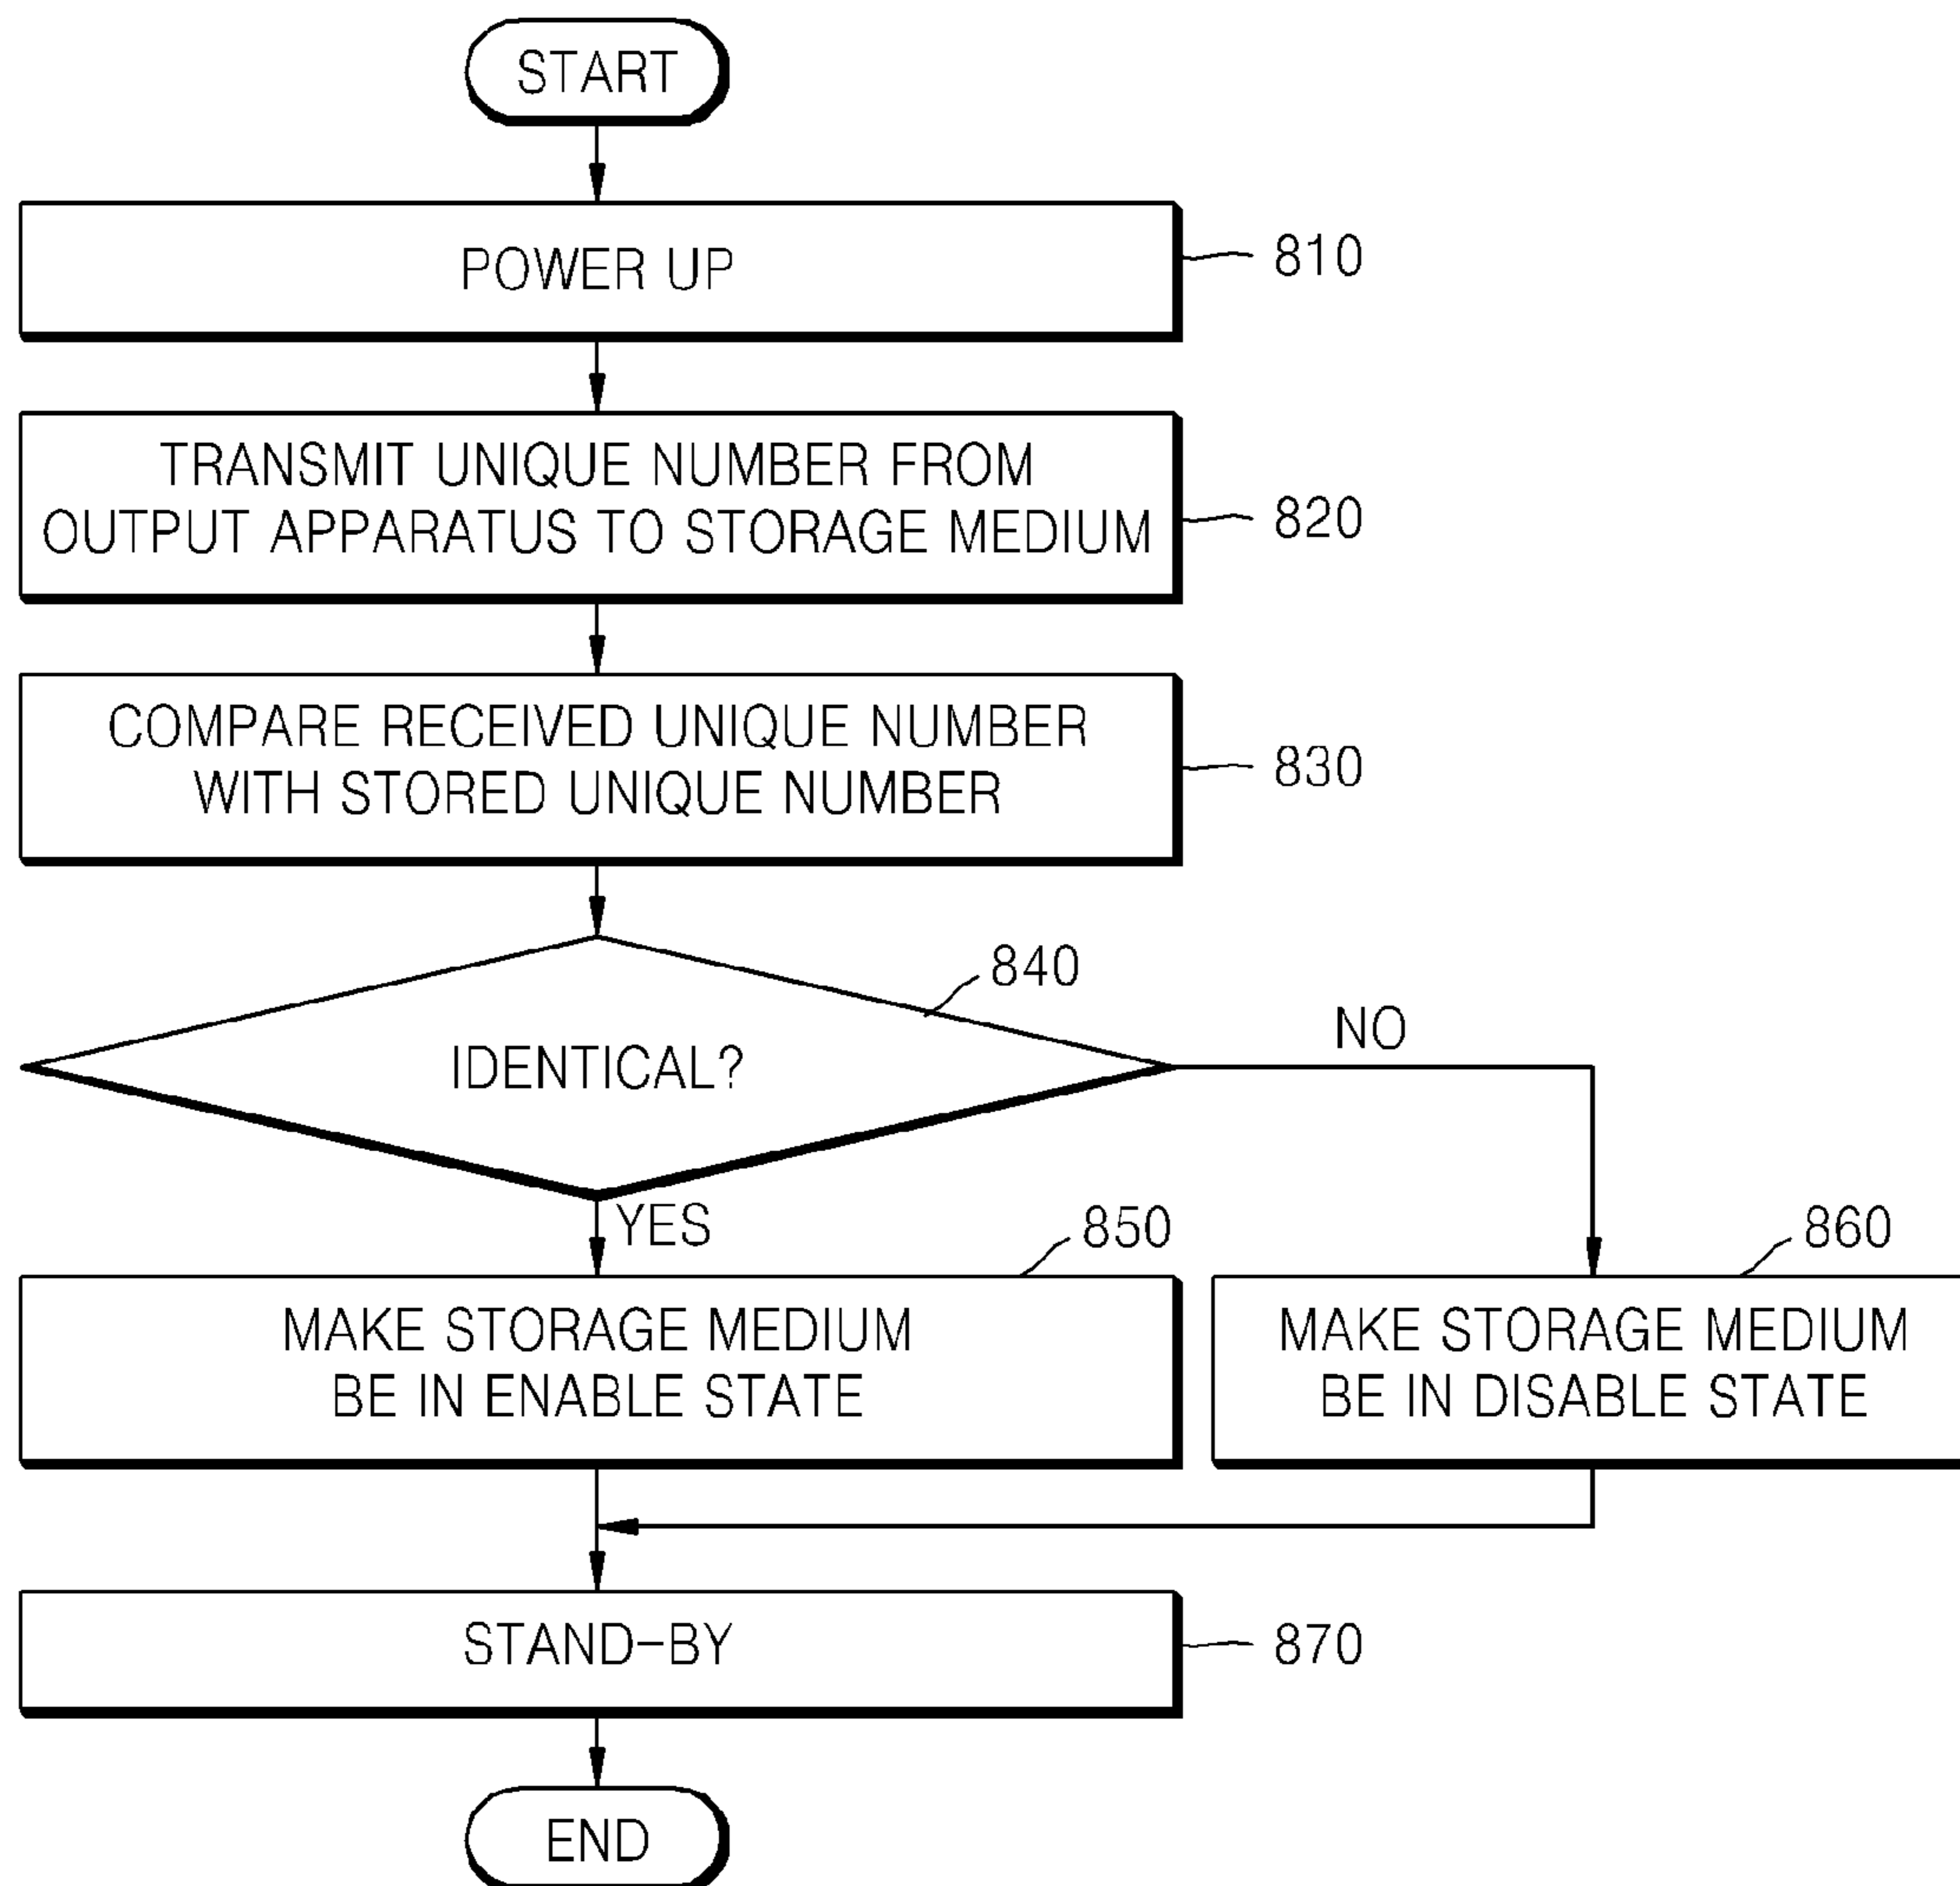 START
POWER UP
810
TRANSMIT UNIQUE NUMBER FROM
OUTPUT APPARATUS TO STORAGE MEDIUM
820
COMPARE RECEIVED UNIQUE NUMBER
WITH STORED UNIQUE NUMBER
830
840
IDENTICAL?
NO
YES
850
MAKE STORAGE MEDIUM
BE IN ENABLE STATE
860
MAKE STORAGE MEDIUM
BE IN DISABLE STATE
STAND-BY
870
END